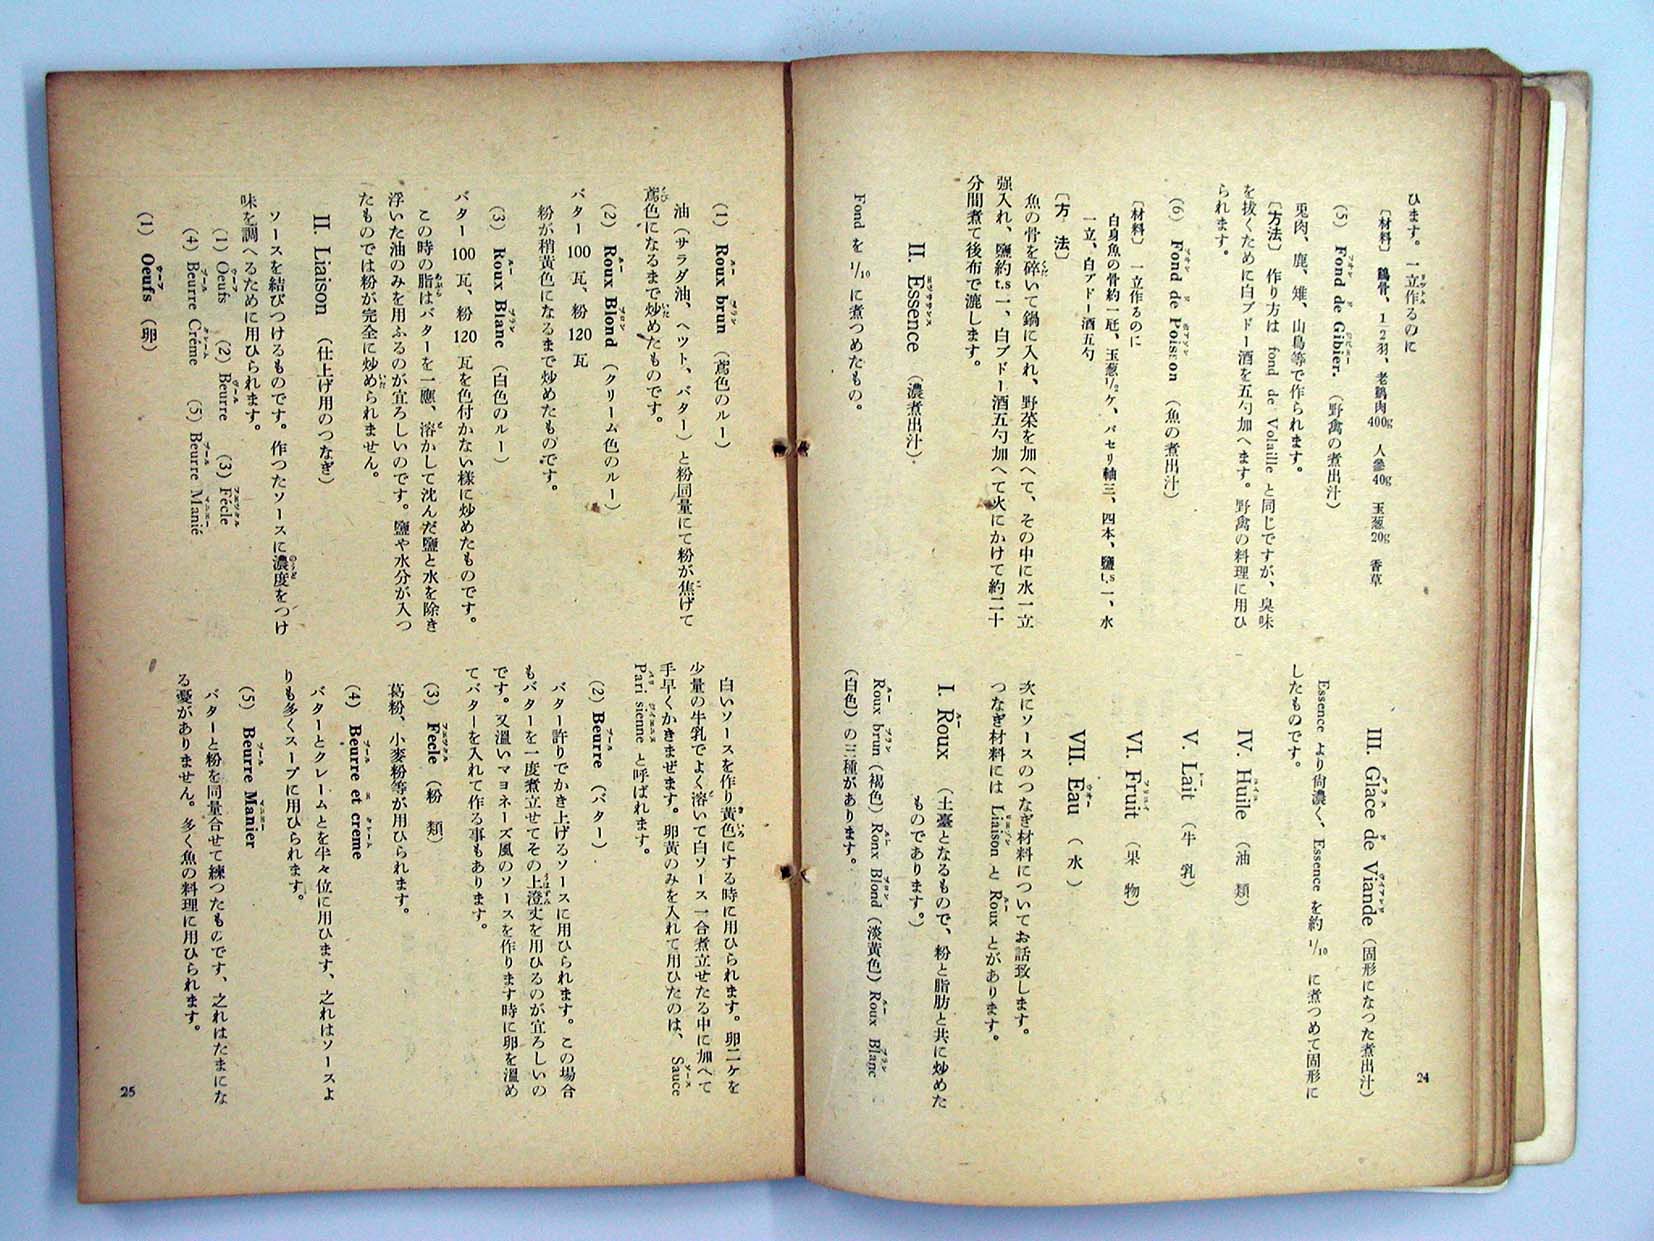 24
ひます。一立作るのに
〔材料〕 鷄骨、1−2羽、老鷄肉400g 人參40g 玉葱20g 香草
(5) Fond de Gibier. (野禽の煮出汁)
兎肉、鹿、雉、山鳥等で作られます。
〔方法〕 作り方は fond de Volaille と同じですが、臭味
を拔くために白ブドー酒を五勺加へます。野禽の料理に用ひ
られます。
(6) Fond de Poisson (魚の煮出汁)
〔材料〕 一立作るのに
白身魚の骨約一瓩、玉葱1/2ケ、パセリ軸三、四本、鹽t.s一、水
一立、白ブドー酒五勺
〔方 法〕
魚の骨を碎いて鍋に入れ、野菜を加へて、その中に水一立
强入れ、鹽約t.s一、白ブドー酒五勺加へて火にかけて約二十
分間煮て後布で漉します。
II. Essence (濃煮出汁)
Fond を 1/10 に煮つめたもの。
III. Glace de Viande (固形になつた煮出汁)
Essence より尙濃く、Essence を約 1/10 に煮つめて固形に
したものです。
IV. Huile (油 類)
V. Lait (牛 乳)
VI. Fruit (果 物)
VII. Eau (水)
次にソースのつなぎ材料についてお話致します。
つなぎ材料には Liaison と Roux とがあります。
I. Roux (土臺となるもので、粉と脂肪と共に炒めた
ものであります。)
Roux brun (褐色) Roux Blond (淡黃色) Roux Blanc
(白色) の三種があります。
(1) Roux brun (鳶色のルー)
油(サラダ油、ヘツト、バター)と粉同量にて粉が焦げて
鳶色になるまで炒めたものです。
(2) Roux Blond (クリーム色のルー)
バター 100 瓦、粉 120 瓦
粉が稍黃色になるまで炒めたものです。
(3) Roux Blanc (白色のルー)
バター 100 瓦、粉 120 瓦を色付かない樣に炒めたものです。
この時の脂はバターを一應、溶かして沈んだ鹽と水を除き
浮いた油のみを用ふるのが宜ろしいのです。鹽や水分が入つ
たものでは粉が完全に炒められません。
II. Liaison (仕上げ用のつなぎ)
ソースを結びつけるものです。作つたソースに濃度をつけ
味を調へるために用ひられます。
(1) Oeufs (2) Beurre (3) Fécle
(4) Beurre Créme (5) Beurre Manié
(1) Oeufs (卵)
白いソースを作り黃色にする時に用ひられます。卵二ケを
少量の牛乳でよく溶いて白ソース一合煮立せたる中に加へて
手早くかきまぜます。卵黃のみを入れて用ひたのは、Sauce
Pari sienne と呼ばれます。
(2) Beurre (バター)
バター許りでかき上げるソースに用ひられます。この場合
もバターを一度煮立せてその上澄丈を用ひるのが宜ろしいの
です。又溫いマヨネーズ風のソースを作ります時に卵を溫め
てバターを入れて作る事もあります。
(3) Fecle (粉 類)
葛粉、小麥粉等が用ひられます。
(4) Beurre et creme
バターとクレームとを半々位に用ひます、之れはソースよ
りも多くスープに用ひられます。
(5) Beurre Manier
バターと粉を同量合せて練つたものです、之れはたまにな
る憂がありません。多く魚の料理に用ひられます。
25